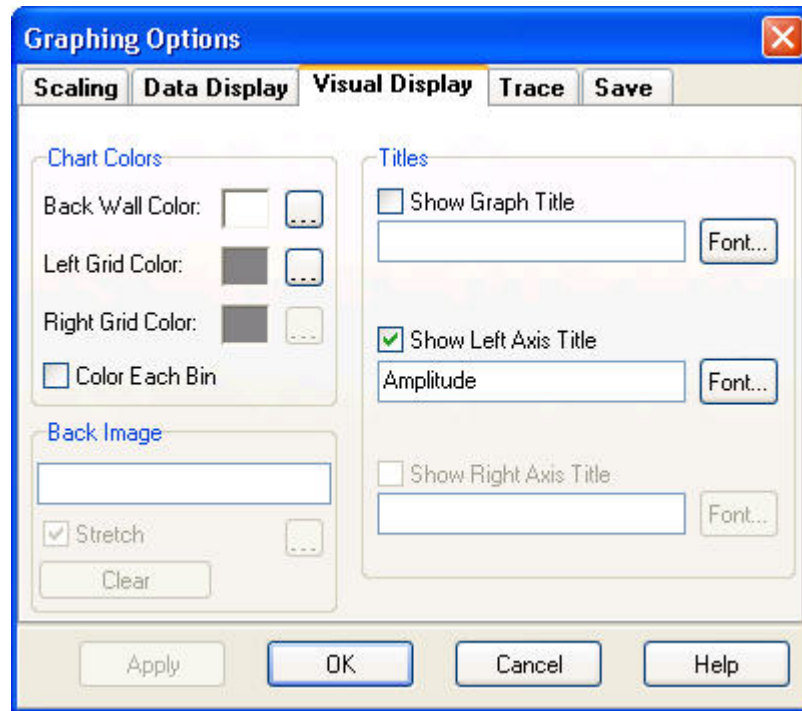 Graphing Options
Scaling Data Display Visual Display Trace Save
Chart Colors
Back Wall Color: ...
Left Grid Color: ...
Right Grid Color: ...
Color Each Bin
Back Image
Stretch ...
Clear
Titles
Show Graph Title
Font...
Show Left Axis Title
Amplitude Font...
Show Right Axis Title
Font...
Apply OK Cancel Help